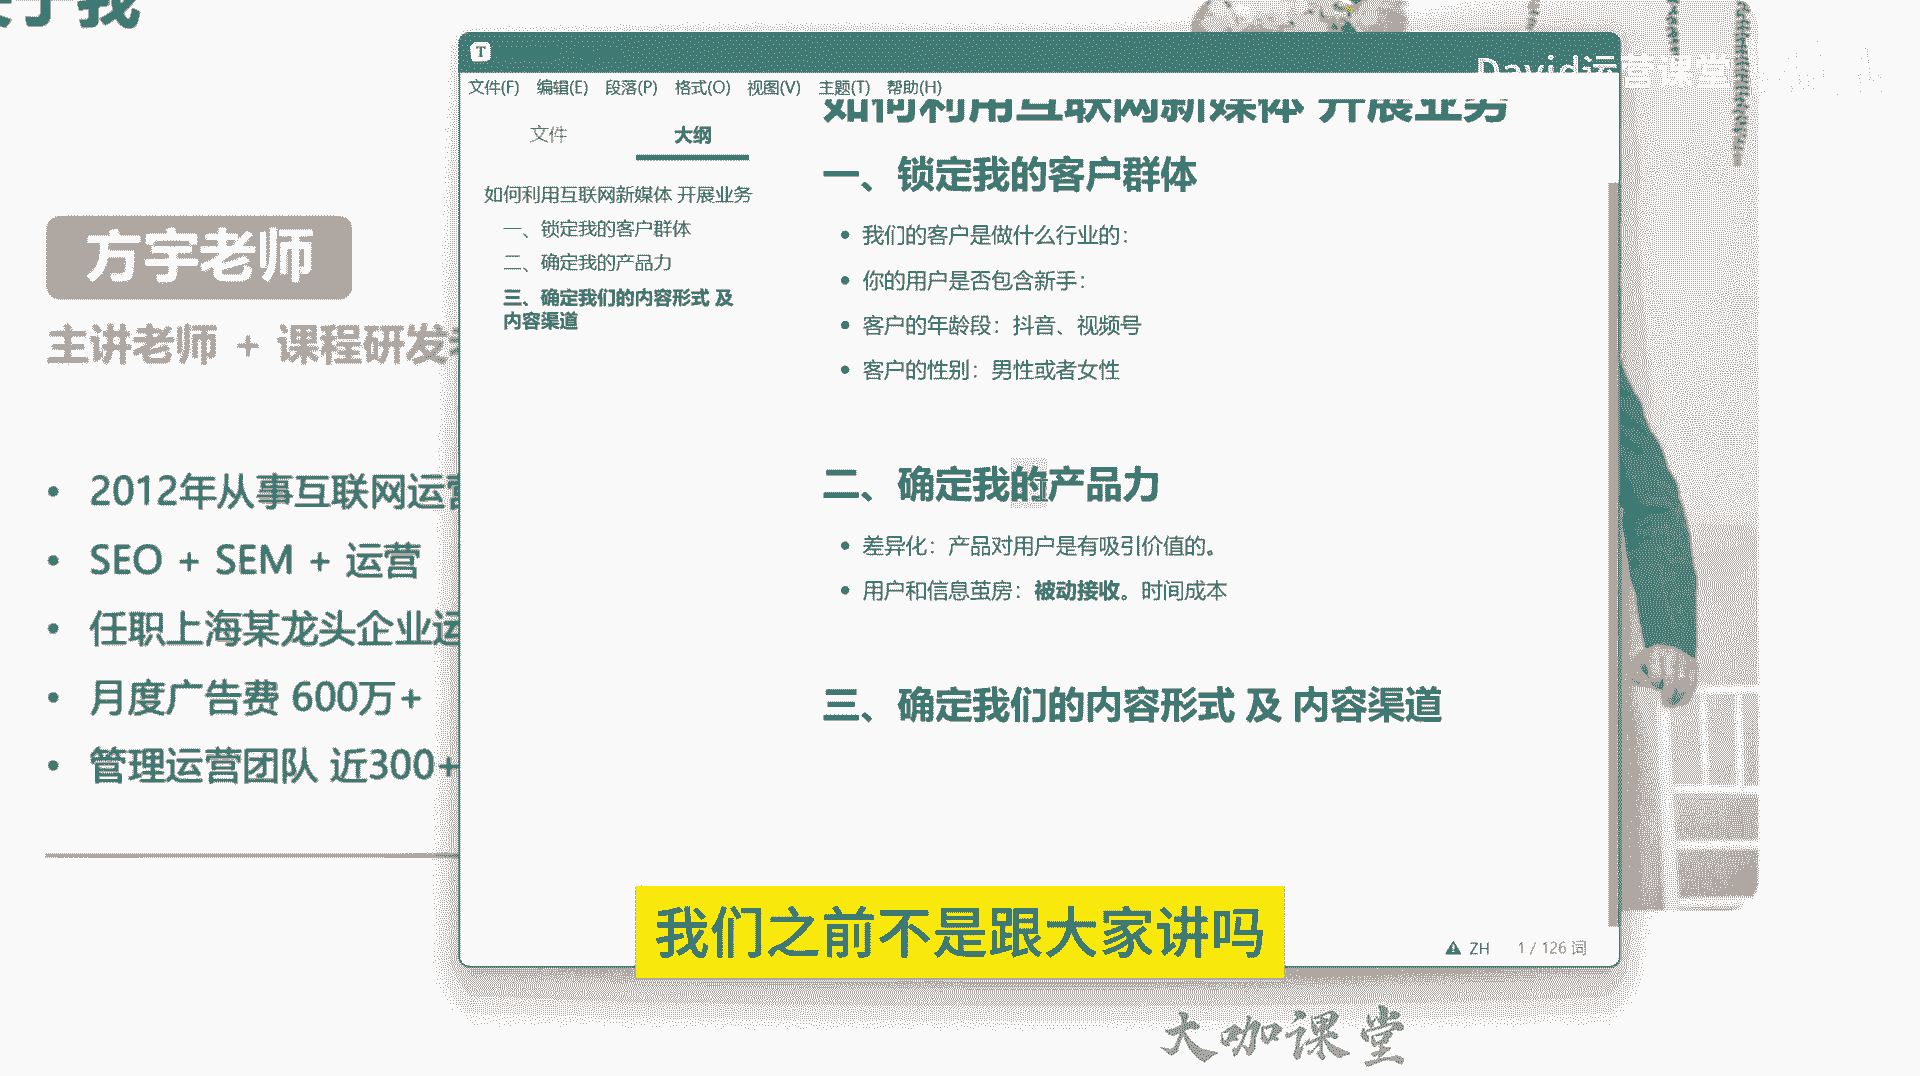 方宇老师
主讲老师 + 课程研发
2012年从事互联网运营
SEO + SEM + 运营
任职上海某龙头企业运
月度广告费 600万+
管理运营团队 近300+
T
David运营课堂
文件(F) 编辑(E) 段落(P) 格式(O) 视图(V) 主题(T) 帮助(H)
文件 大纲
如何利用互联网新媒体 开展业务
一、锁定我的客户群体
二、确定我的产品力
三、确定我们的内容形式 及
内容渠道
如何利用互联网新媒体 开展业务
一、锁定我的客户群体
我们的客户是做什么行业的：
你的用户是否包含新手：
客户的年龄段：抖音、视频号
客户的性别：男性或者女性
二、确定我的产品力
差异化：产品对用户是有吸引价值的。
用户和信息茧房：被动接收。时间成本
三、确定我们的内容形式 及 内容渠道
ZH 1 / 126 词
我们之前不是跟大家讲吗
大咖课堂